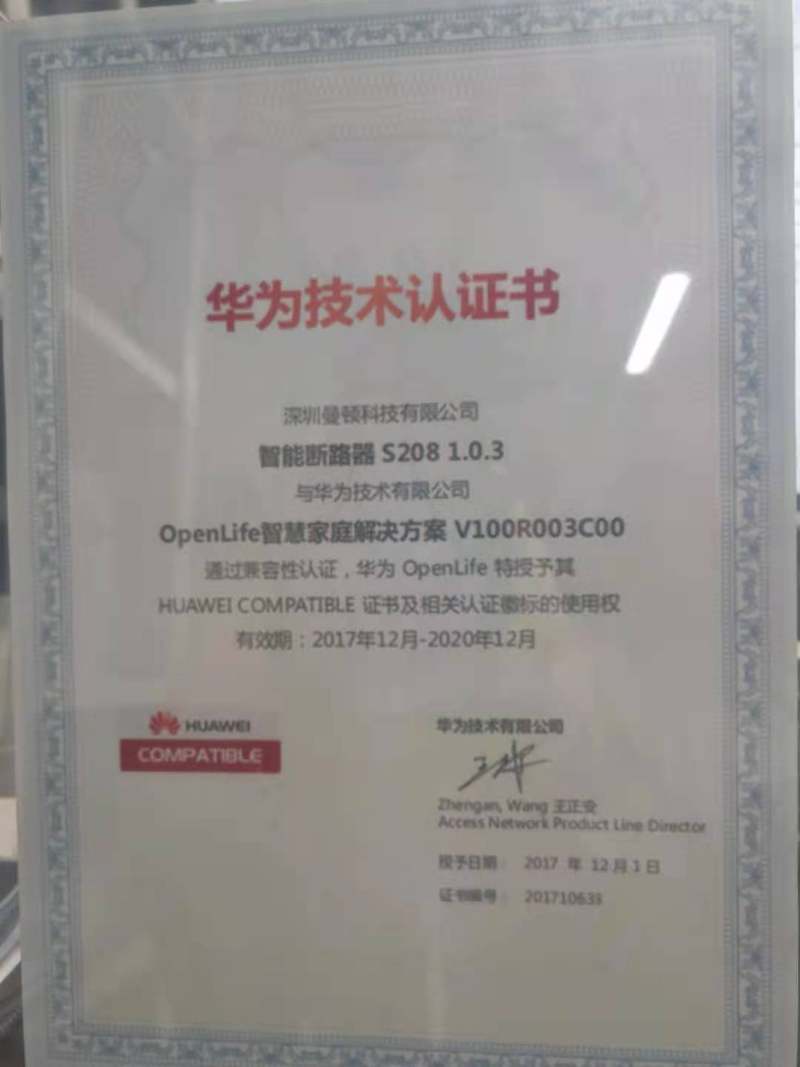 华为技术认证书
深圳曼顿科技有限公司
智能断路器 S208 1.0.3
与华为技术有限公司
OpenLife智慧家庭解决方案 V100R003C00
通过兼容性认证，华为 OpenLife 特授予其
HUAWEI COMPATIBLE 证书及相关认证徽标的使用权
有效期：2017年12月-2020年12月
HUAWEI
COMPATIBLE
华为技术有限公司
Zhengan, Wang 王正安
Access Network Product Line Director
授予日期： 2017 年 12月1日
证书编号： 201710633